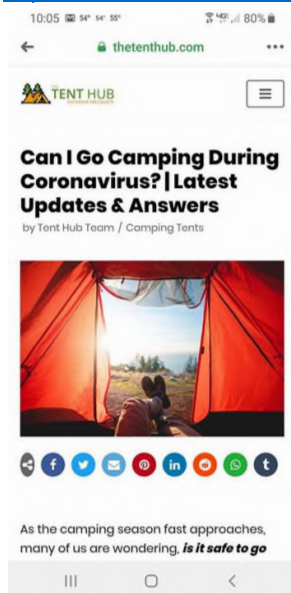 10:05 54° 54° 55° 80%
thetenthub.com
TENT HUB
Can I Go Camping During
Coronavirus? | Latest
Updates & Answers
by Tent Hub Team / Camping Tents
As the camping season fast approaches,
many of us are wondering, is it safe to go